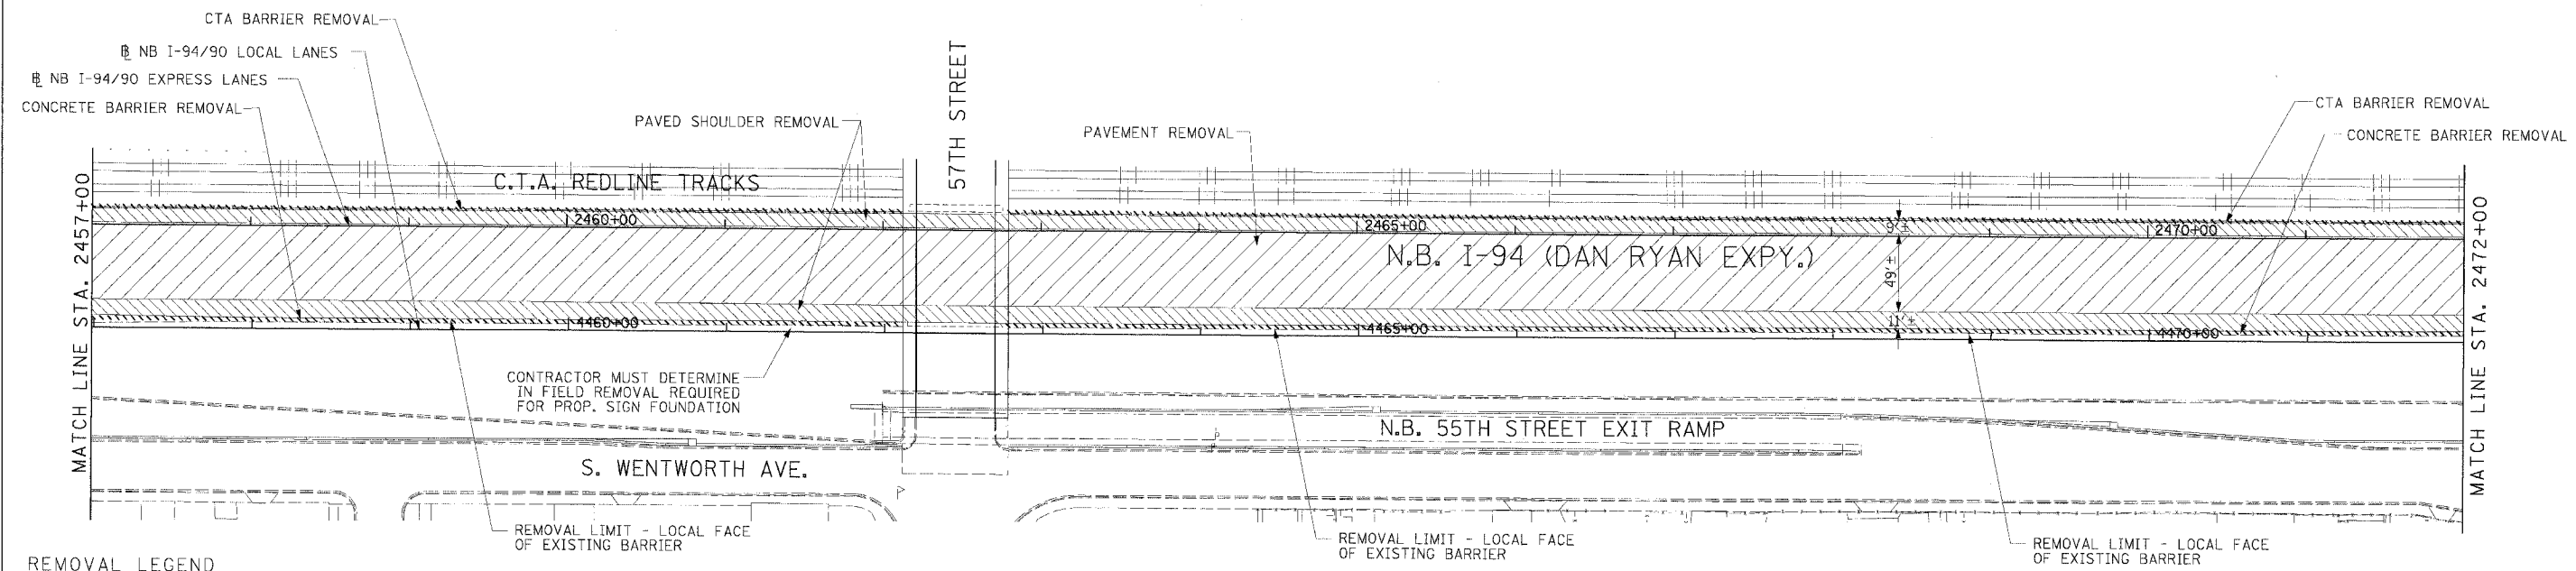 CTA BARRIER REMOVAL
℄ NB I-94/90 LOCAL LANES
℄ NB I-94/90 EXPRESS LANES
CONCRETE BARRIER REMOVAL
PAVED SHOULDER REMOVAL
57TH STREET
PAVEMENT REMOVAL
CTA BARRIER REMOVAL
CONCRETE BARRIER REMOVAL
MATCH LINE STA. 2457+00
C.T.A. REDLINE TRACKS
2460+00
2465+00
9'±
2470+00
N.B. I-94 (DAN RYAN EXPY.)
49'±
4460+00
4465+00
11'±
4470+00
MATCH LINE STA. 2472+00
CONTRACTOR MUST DETERMINE
IN FIELD REMOVAL REQUIRED
FOR PROP. SIGN FOUNDATION
N.B. 55TH STREET EXIT RAMP
S. WENTWORTH AVE.
P
REMOVAL LIMIT - LOCAL FACE
OF EXISTING BARRIER
REMOVAL LIMIT - LOCAL FACE
OF EXISTING BARRIER
REMOVAL LIMIT - LOCAL FACE
OF EXISTING BARRIER
REMOVAL LEGEND